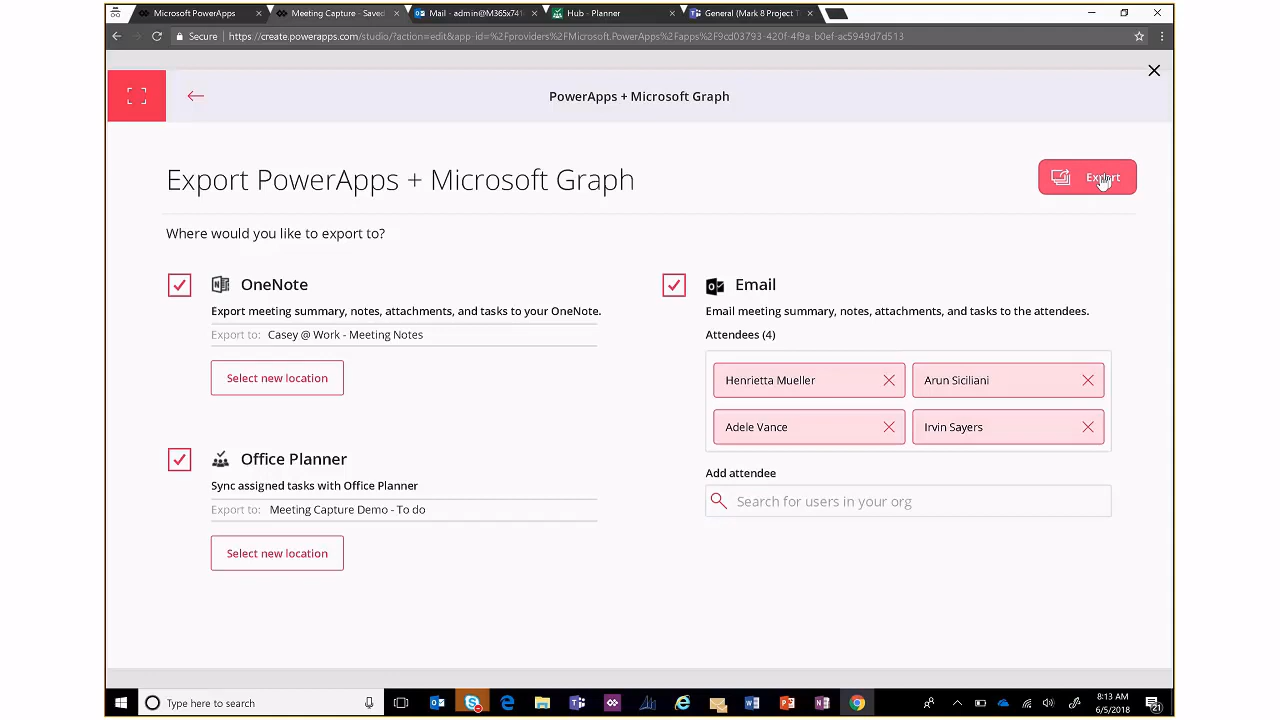 Microsoft PowerApps
Meeting Capture - Saved
Mail - admin@M365x741
Hub - Planner
General (Mark 8 Project T
Secure
https://create.powerapps.com/studio/?action=edit&app-id=%2Fproviders%2FMicrosoft.PowerApps%2Fapps%2F9cd03793-420f-4f9a-b0ef-ac5949d7d513
PowerApps + Microsoft Graph
Export PowerApps + Microsoft Graph
Export
Where would you like to export to?
OneNote
Export meeting summary, notes, attachments, and tasks to your OneNote.
Export to: Casey @ Work - Meeting Notes
Select new location
Office Planner
Sync assigned tasks with Office Planner
Export to: Meeting Capture Demo - To do
Select new location
Email
Email meeting summary, notes, attachments, and tasks to the attendees.
Attendees (4)
Henrietta Mueller
Arun Siciliani
Adele Vance
Irvin Sayers
Add attendee
Search for users in your org
Type here to search
8:13 AM
6/5/2018
21